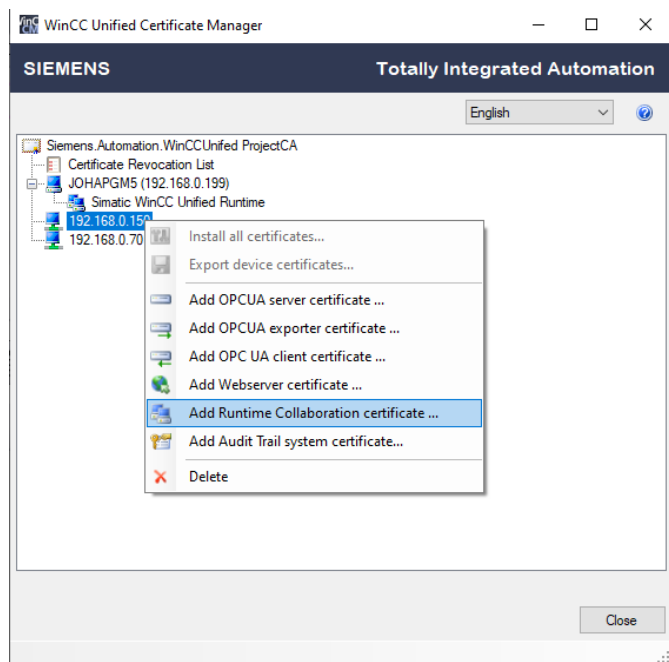 WinCC Unified Certificate Manager
SIEMENS
Totally Integrated Automation
English
Siemens.Automation.WinCCUnifed ProjectCA
Certificate Revocation List
JOHAPGM5 (192.168.0.199)
Simatic WinCC Unified Runtime
192.168.0.150
192.168.0.70
Install all certificates...
Export device certificates...
Add OPCUA server certificate ...
Add OPCUA exporter certificate ...
Add OPC UA client certificate ...
Add Webserver certificate ...
Add Runtime Collaboration certificate ...
Add Audit Trail system certificate...
Delete
Close